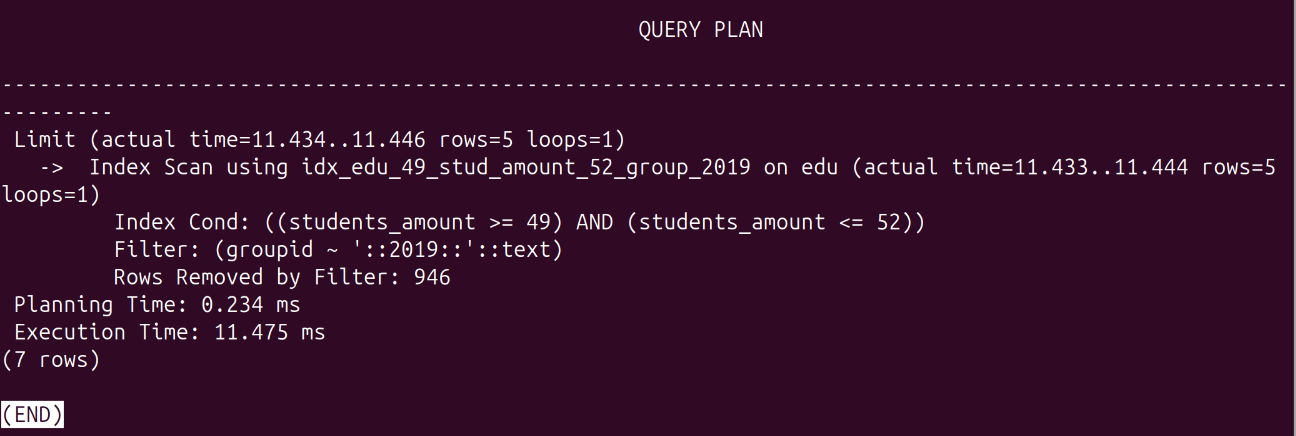 QUERY PLAN
-------------------------------------------------------------------------------------------------------
---------
Limit (actual time=11.434..11.446 rows=5 loops=1)
->  Index Scan using idx_edu_49_stud_amount_52_group_2019 on edu (actual time=11.433..11.444 rows=5
loops=1)
Index Cond: ((students_amount >= 49) AND (students_amount <= 52))
Filter: (groupid ~ '::2019::'::text)
Rows Removed by Filter: 946
Planning Time: 0.234 ms
Execution Time: 11.475 ms
(7 rows)
(END)